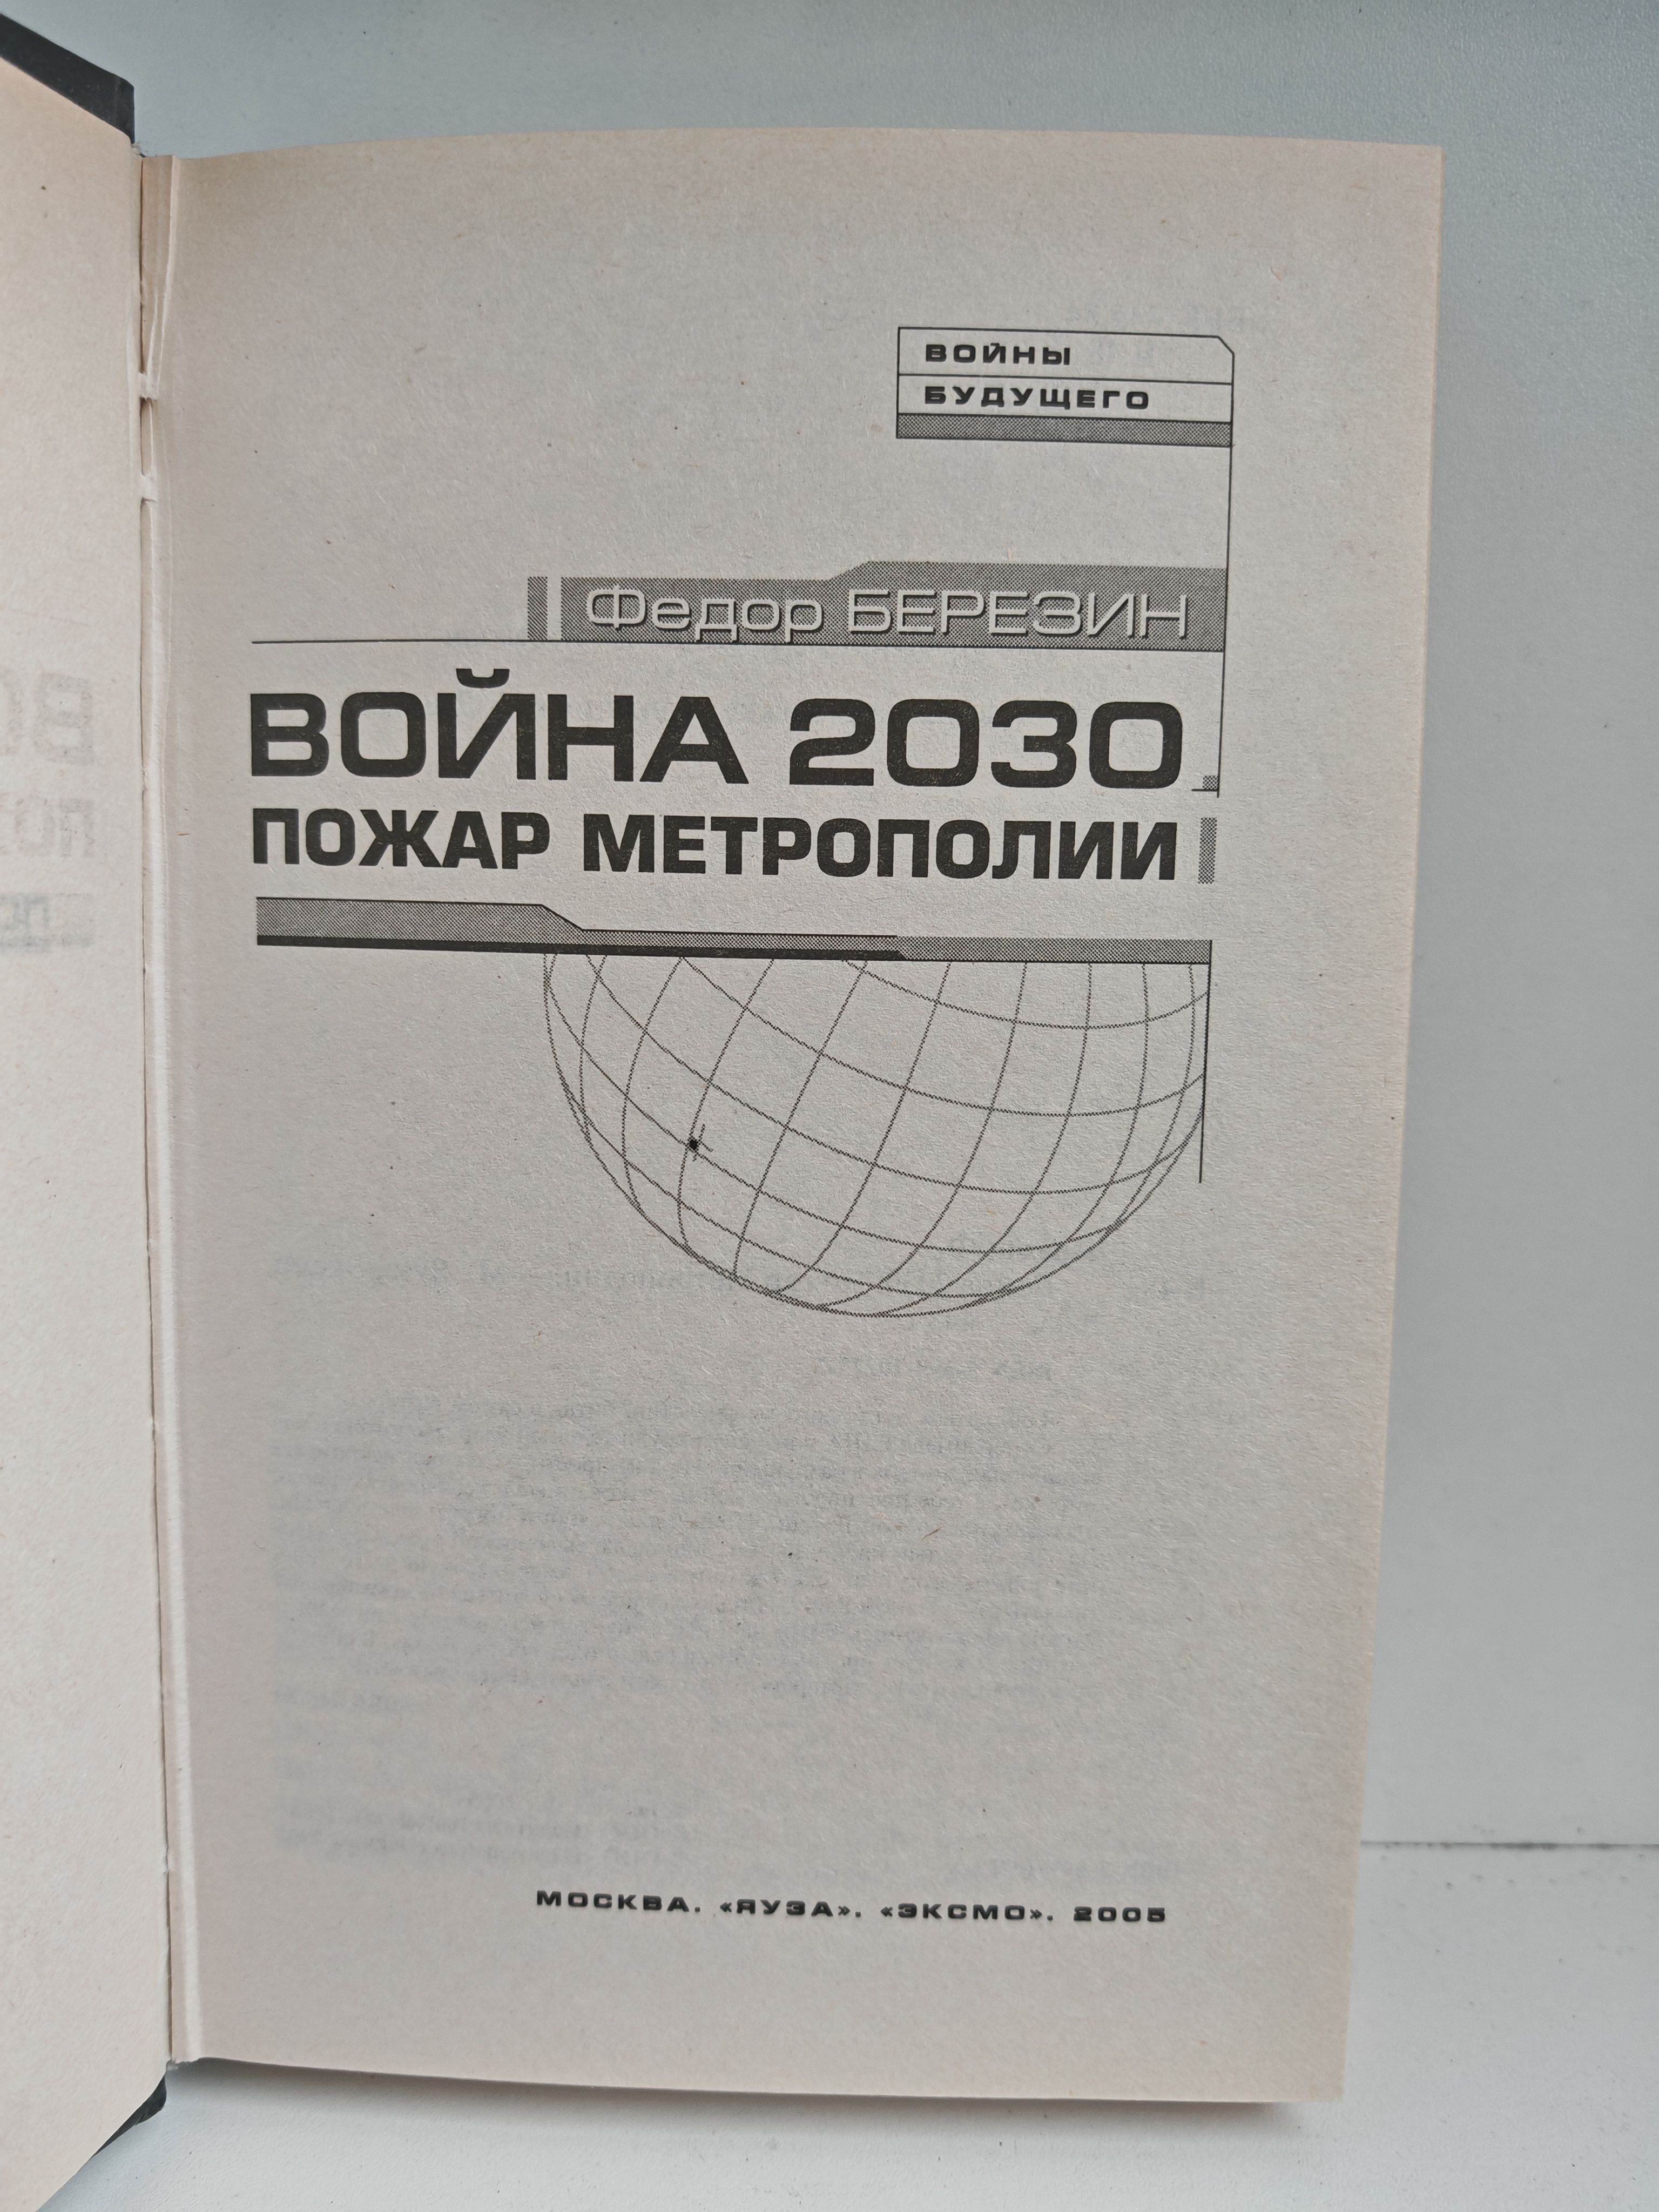 ВОЙНЫ
БУДУЩЕГО
Федор БЕРЕЗИН
ВОЙНА 2030
ПОЖАР МЕТРОПОЛИИ
МОСКВА. «ЯУЗА». «ЭКСМО». 2005